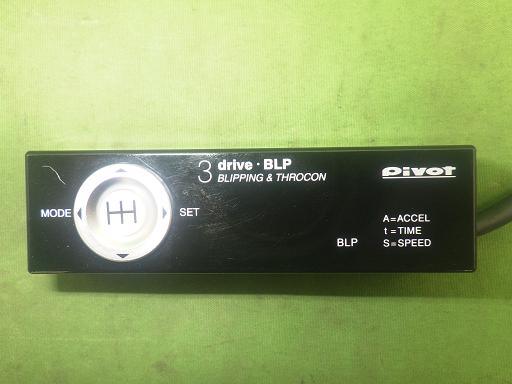 3 drive · BLP
BLIPPING & THROCON
Pivot
MODE
SET
A=ACCEL
t=TIME
S=SPEED
BLP